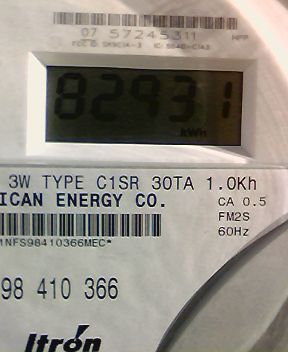 07 57245311
82931
kWh
3W TYPE C1SR 30TA 1.0Kh
ICAN ENERGY CO.
CA 0.5
FM2S
60Hz
1NFS98410366MEC*
98 410 366
Itron